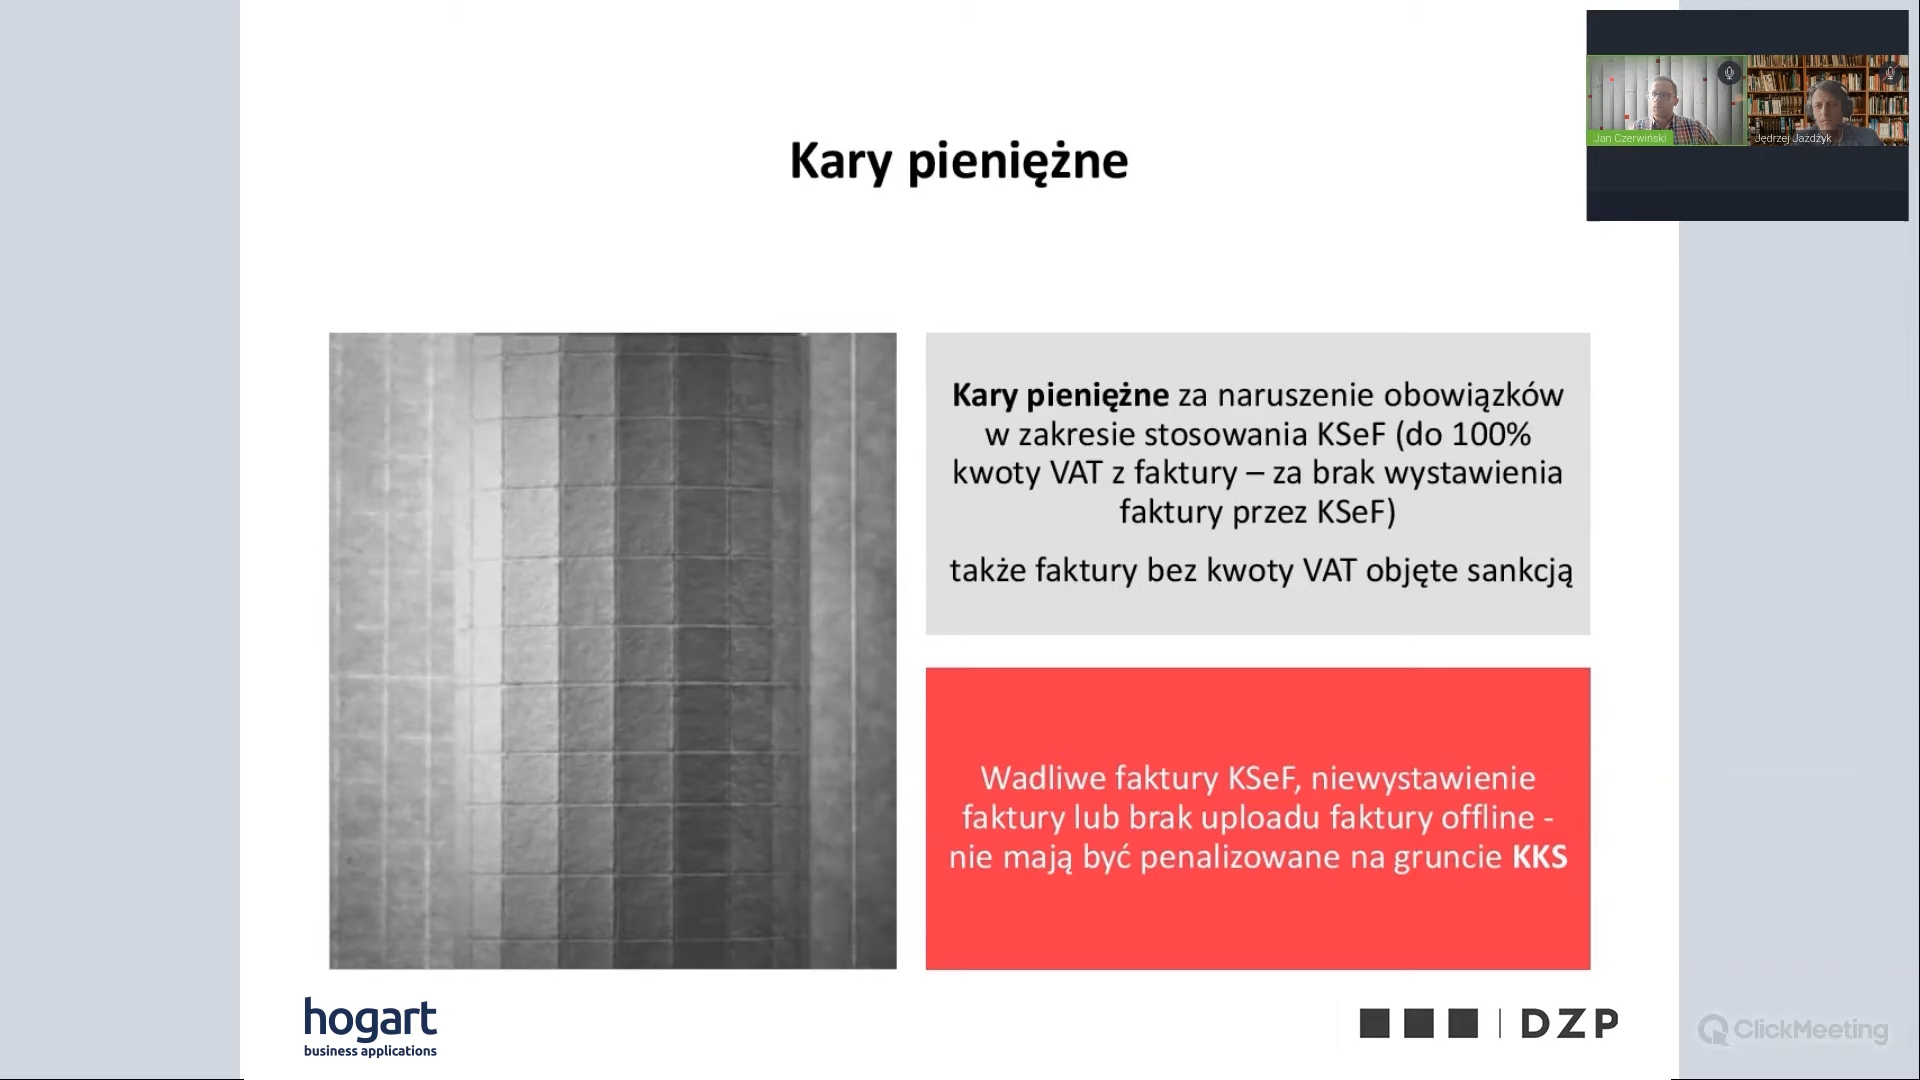 Kary pieniężne
Jan Czerwiński
Jędrzej Jażdżyk
Kary pieniężne za naruszenie obowiązków
w zakresie stosowania KSeF (do 100%
kwoty VAT z faktury – za brak wystawienia
faktury przez KSeF)
także faktury bez kwoty VAT objęte sankcją
Wadliwe faktury KSeF, niewystawienie
faktury lub brak uploadu faktury offline -
nie mają być penalizowane na gruncie KKS
hogart
business applications
DZP
ClickMeeting